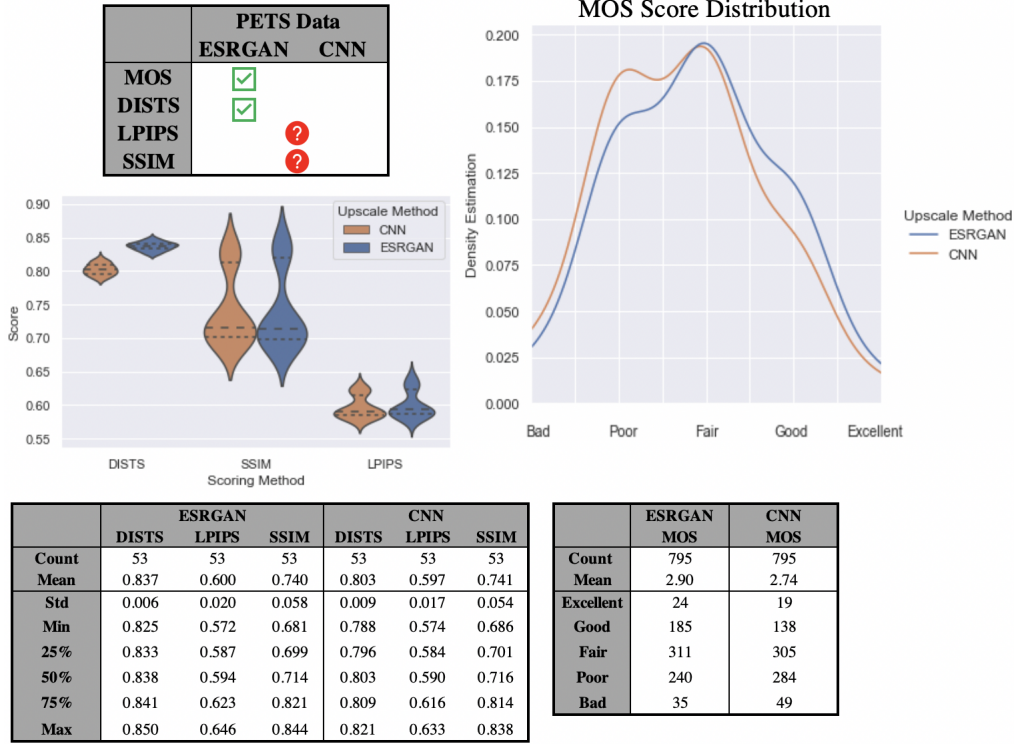 PETS Data
ESRGAN CNN
MOS
DISTS
LPIPS ?
SSIM ?
MOS Score Distribution
0.200
0.175
0.150
0.125
0.100
0.075
0.050
0.025
0.000
Density Estimation
Bad Poor Fair Good Excellent
Upscale Method
ESRGAN
CNN
0.90
0.85
0.80
0.75
0.70
0.65
0.60
0.55
Score
Upscale Method
CNN
ESRGAN
DISTS SSIM LPIPS
Scoring Method
ESRGAN CNN
DISTS LPIPS SSIM DISTS LPIPS SSIM
Count 53 53 53 53 53 53
Mean 0.837 0.600 0.740 0.803 0.597 0.741
Std 0.006 0.020 0.058 0.009 0.017 0.054
Min 0.825 0.572 0.681 0.788 0.574 0.686
25% 0.833 0.587 0.699 0.796 0.584 0.701
50% 0.838 0.594 0.714 0.803 0.590 0.716
75% 0.841 0.623 0.821 0.809 0.616 0.814
Max 0.850 0.646 0.844 0.821 0.633 0.838
ESRGAN CNN
MOS MOS
Count 795 795
Mean 2.90 2.74
Excellent 24 19
Good 185 138
Fair 311 305
Poor 240 284
Bad 35 49